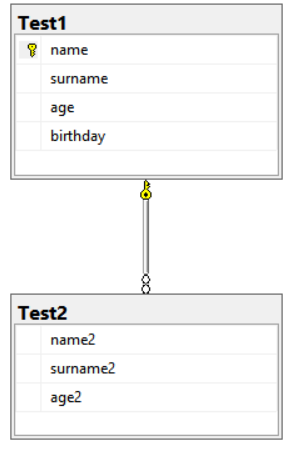 Test1
name
surname
age
birthday
Test2
name2
surname2
age2